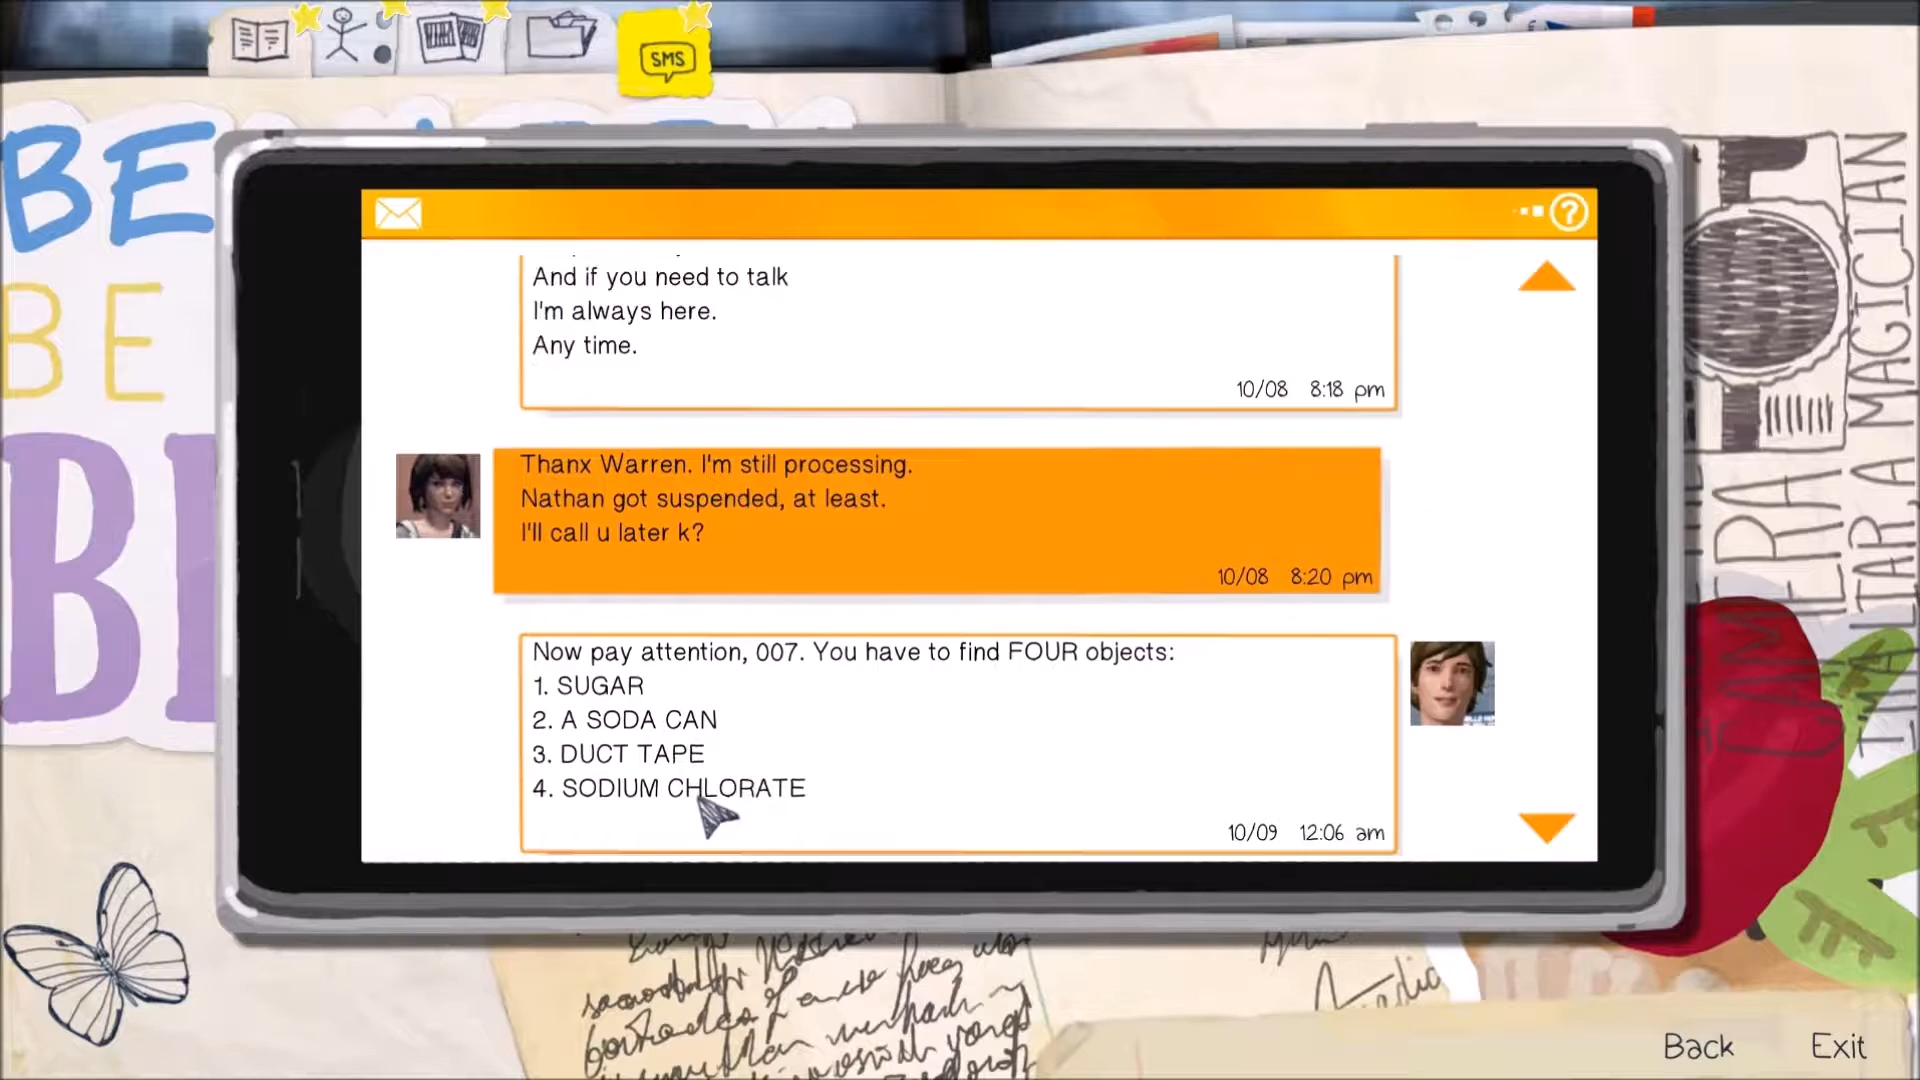 SMS
BE
BE
And if you need to talk
I'm always here.
Any time.
10/08 8:18 pm
Thanx Warren. I'm still processing.
Nathan got suspended, at least.
I'll call u later k?
10/08 8:20 pm
Now pay attention, 007. You have to find FOUR objects:
1. SUGAR
2. A SODA CAN
3. DUCT TAPE
4. SODIUM CHLORATE
10/09 12:06 am
?
MAGICIAN
Back
Exit